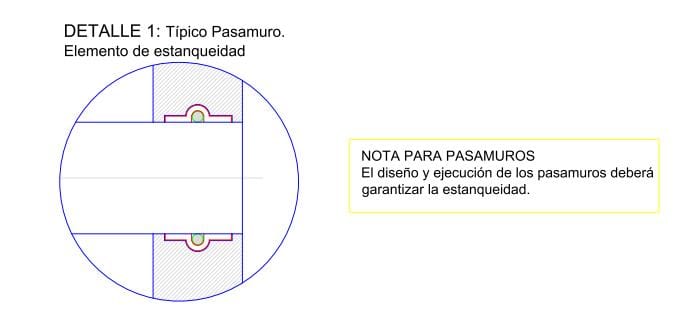 DETALLE 1: Típico Pasamuro.
Elemento de estanqueidad
NOTA PARA PASAMUROS
El diseño y ejecución de los pasamuros deberá
garantizar la estanqueidad.